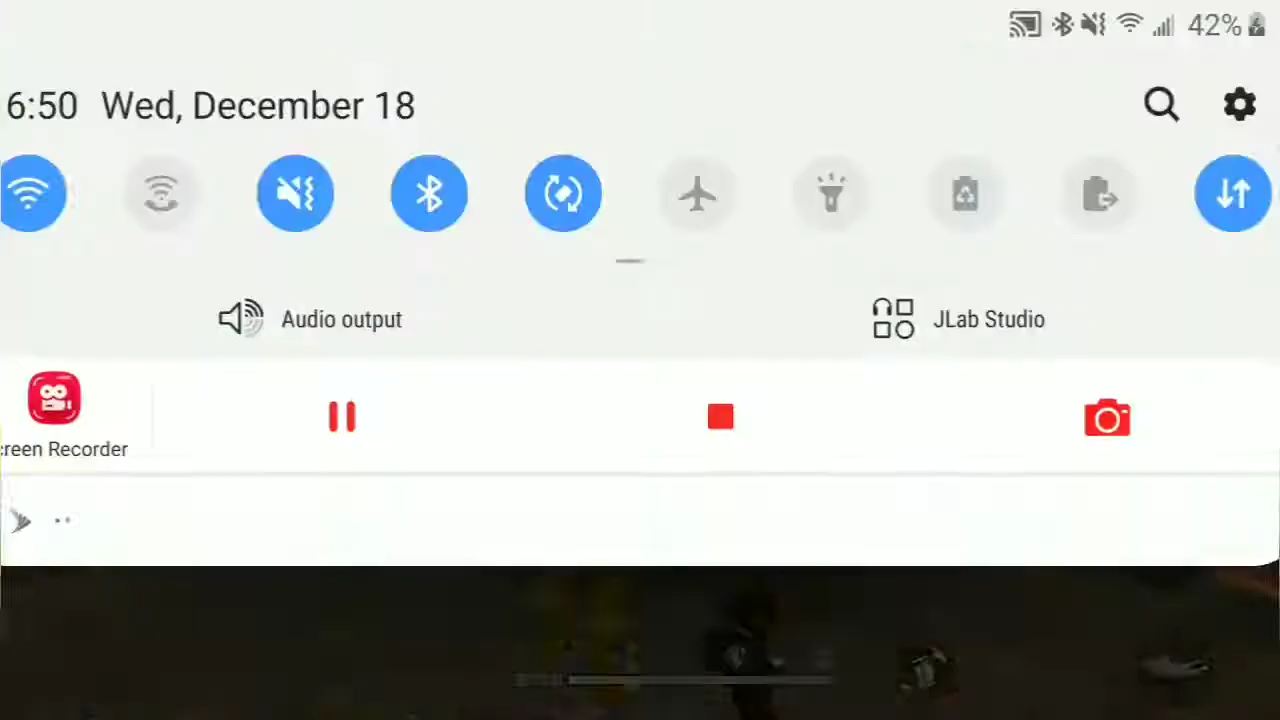 42%
6:50 Wed, December 18
Audio output
JLab Studio
creen Recorder